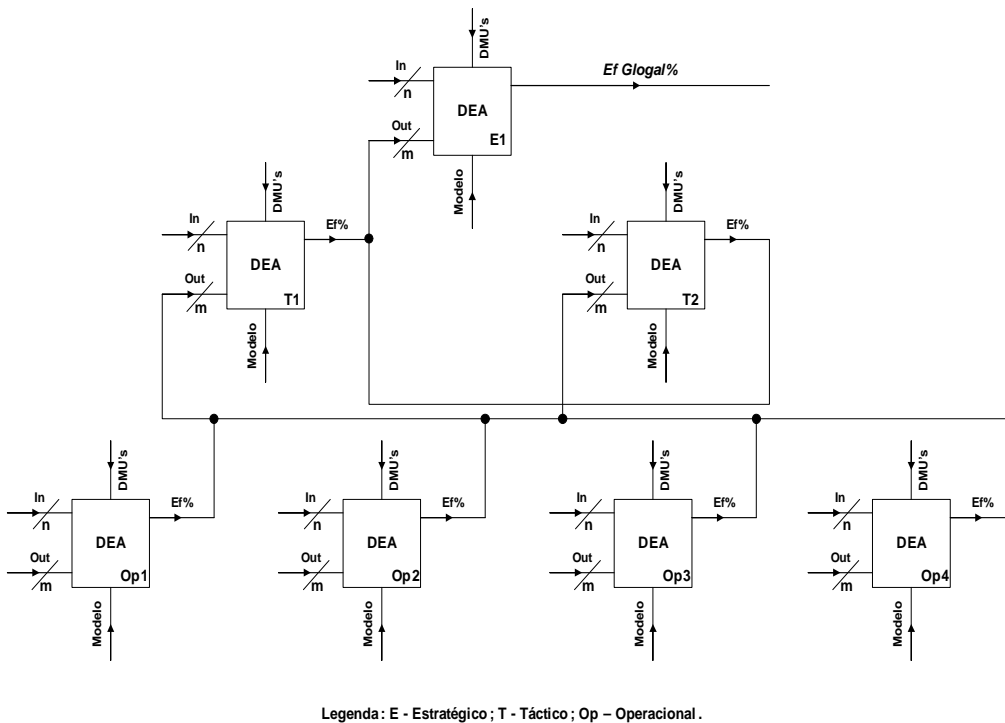 DMU's
In
n
Ef Glogal%
DEA
Out
m
E1
Modelo
DMU's
In
n
Ef%
DEA
Out
m
T1
Modelo
DMU's
In
n
Ef%
DEA
Out
m
T2
Modelo
DMU's
In
n
Ef%
DEA
Out
m
Op1
Modelo
DMU's
In
n
Ef%
DEA
Out
m
Op2
Modelo
DMU's
In
n
Ef%
DEA
Out
m
Op3
Modelo
DMU's
In
n
Ef%
DEA
Out
m
Op4
Modelo
Legenda: E - Estratégico; T - Táctico; Op – Operacional.